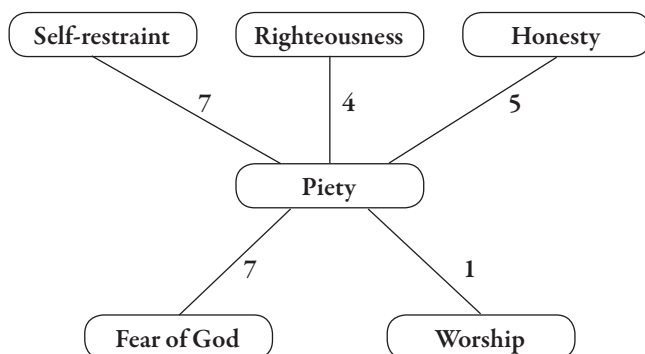 Self-restraint
Righteousness
Honesty
7
4
5
Piety
7
1
Fear of God
Worship